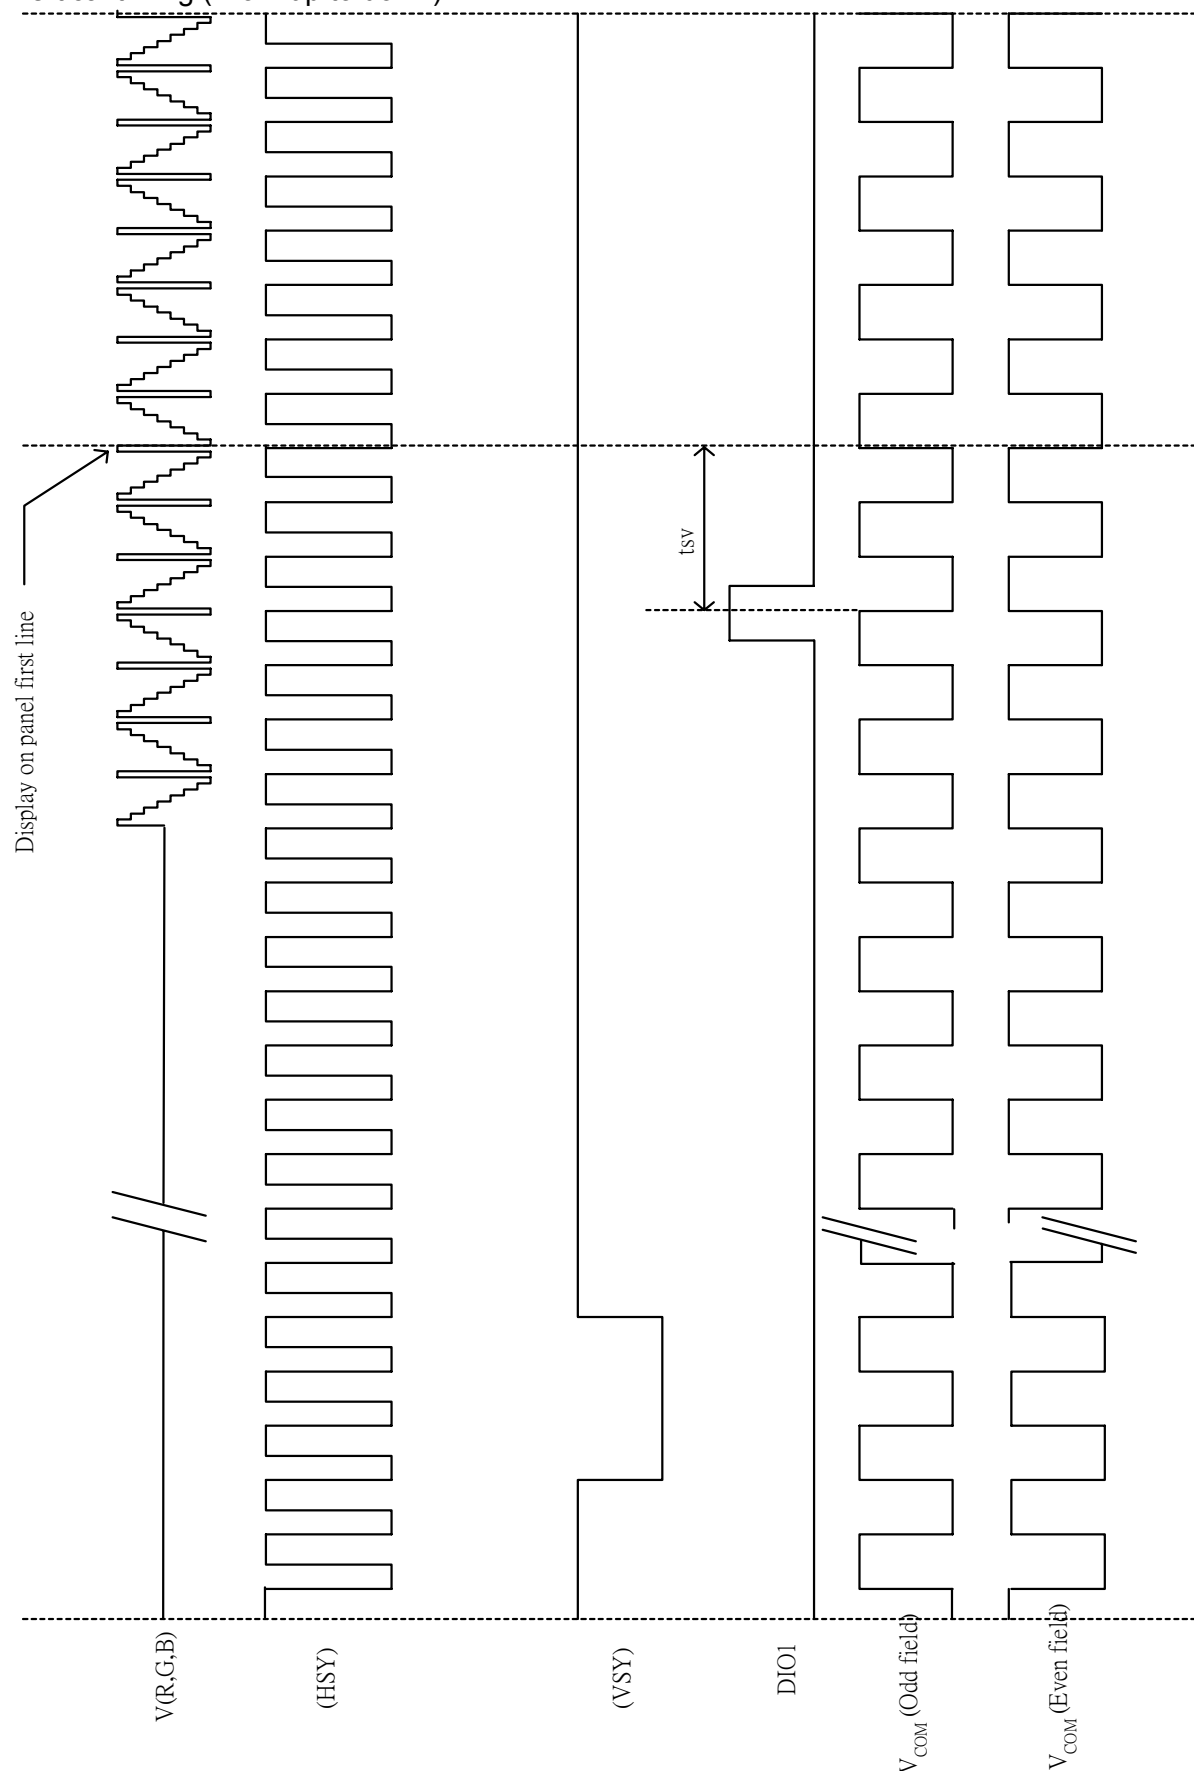 Display on panel first line
tsv
V(R,G,B)
(HSY)
(VSY)
DIO1
VCOM (Odd field)
VCOM (Even field)